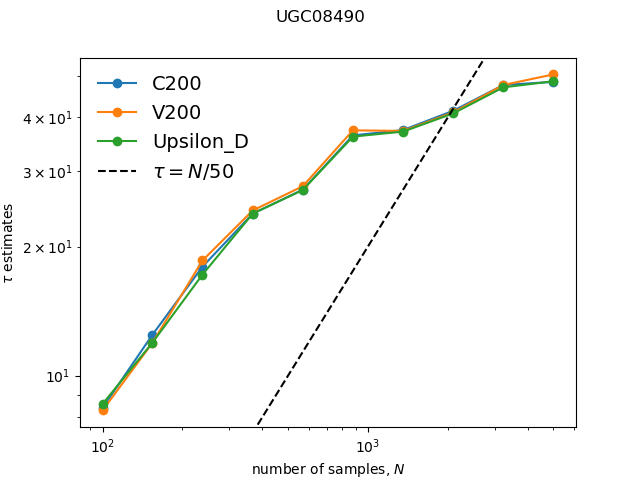 UGC08490
C200
V200
Upsilon_D
τ = N/50
4 × 10¹
3 × 10¹
2 × 10¹
10¹
τ estimates
10² 10³
number of samples, N